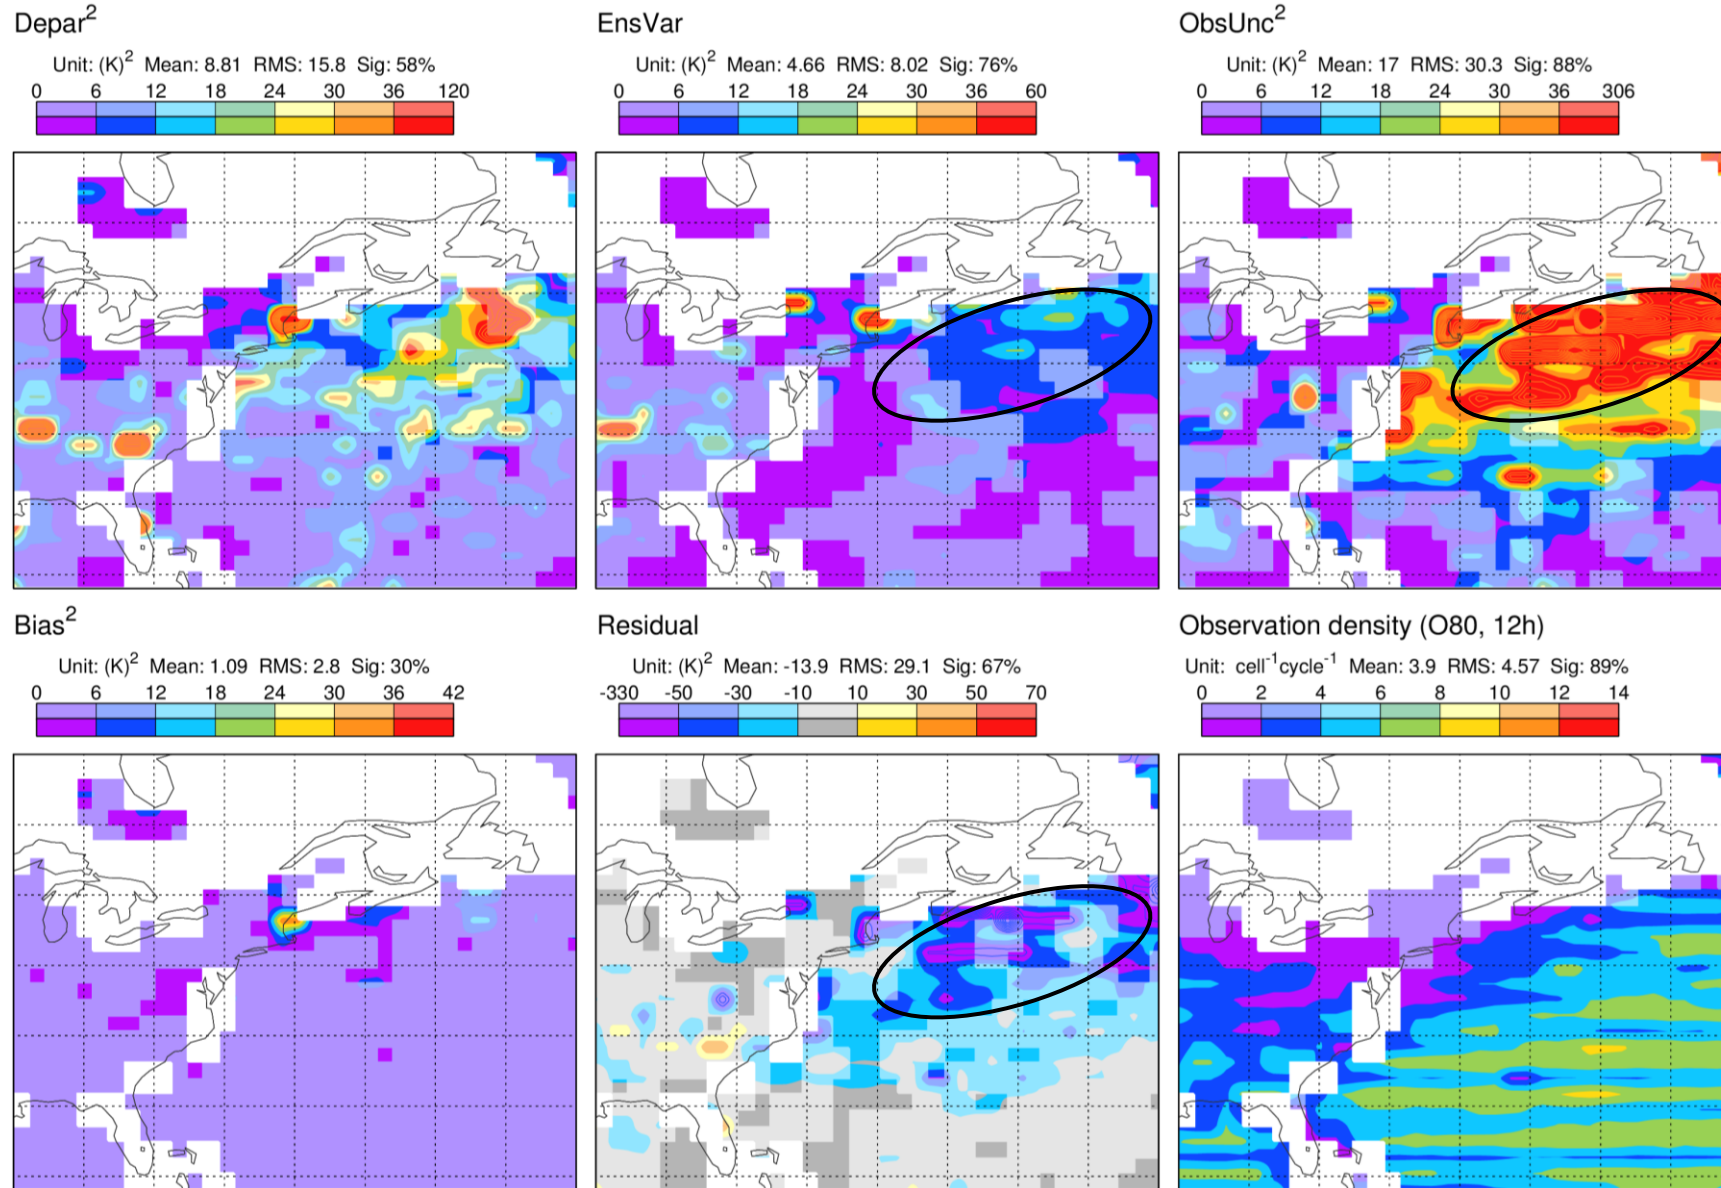 Depar² EnsVar ObsUnc²
Unit: (K)² Mean: 8.81 RMS: 15.8 Sig: 58% Unit: (K)² Mean: 4.66 RMS: 8.02 Sig: 76% Unit: (K)² Mean: 17 RMS: 30.3 Sig: 88%
0 6 12 18 24 30 36 120 0 6 12 18 24 30 36 60 0 6 12 18 24 30 36 306
Bias² Residual Observation density (O80, 12h)
Unit: (K)² Mean: 1.09 RMS: 2.8 Sig: 30% Unit: (K)² Mean: -13.9 RMS: 29.1 Sig: 67% Unit: cell⁻¹cycle⁻¹ Mean: 3.9 RMS: 4.57 Sig: 89%
0 6 12 18 24 30 36 42 -330 -50 -30 -10 10 30 50 70 0 2 4 6 8 10 12 14